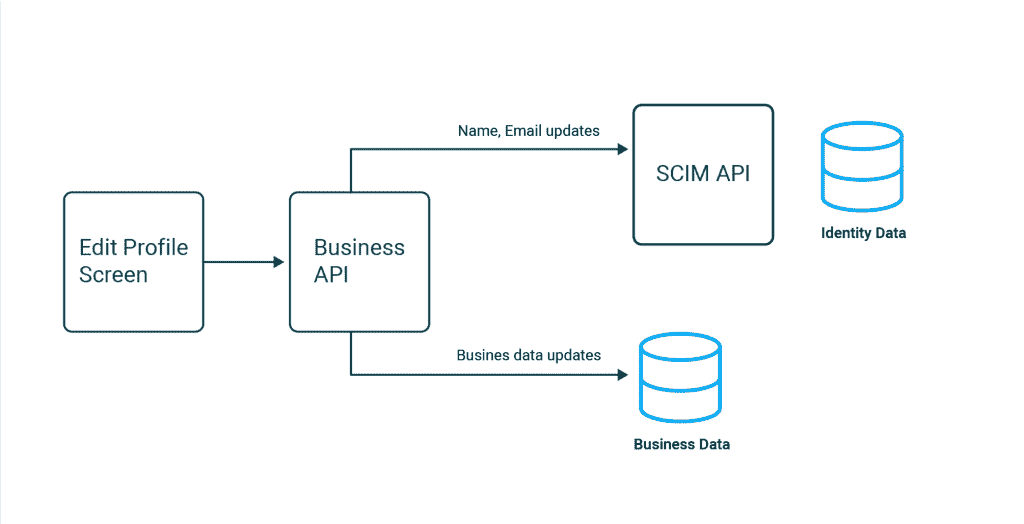 Name, Email updates
SCIM API
Identity Data
Edit Profile
Screen
Business
API
Busines data updates
Business Data